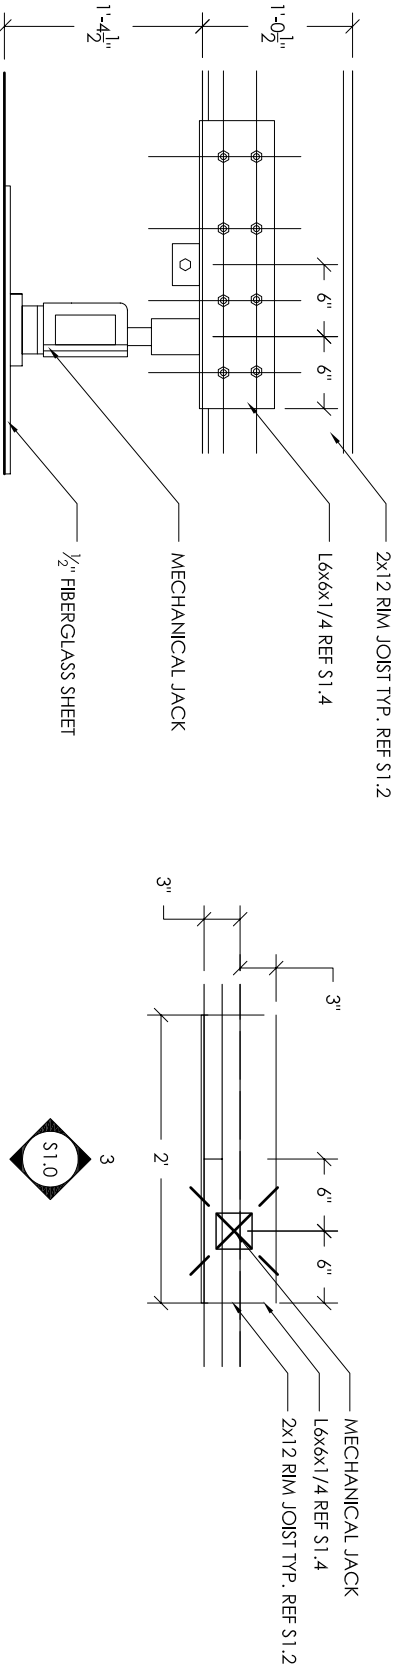 1'-4½"
1'-0½"
6"
6"
2x12 RIM JOIST TYP. REF S1.2
L6x6x1/4 REF S1.4
MECHANICAL JACK
½" FIBERGLASS SHEET
3"
3"
2'
6"
6"
MECHANICAL JACK
L6x6x1/4 REF S1.4
2x12 RIM JOIST TYP. REF S1.2
3
S1.0